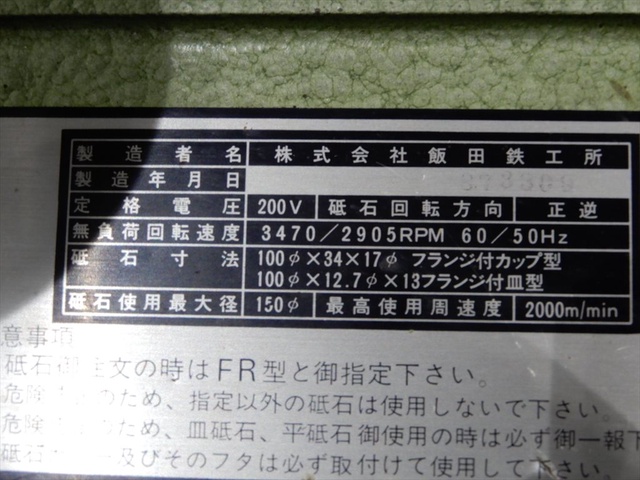 製造者名 株式会社飯田鉄工所
製造年月日
定格電圧 200V 砥石回転方向 正逆
無負荷回転速度 3470/2905RPM 60/50Hz
砥石寸法 100φ×34×17φ フランジ付カップ型
100φ×12.7φ×13フランジ付皿型
砥石使用最大径 150φ 最高使用周速度 2000m/min
意事項
砥石御注文の時はFR型と御指定下さい。
危険 のため、指定以外の砥石は使用しないで下さい。
危険 のため、皿砥石、平砥石御使用の時は必ず御一報下
砥石 及びそのフタは必ず取付けて使用して下さい。